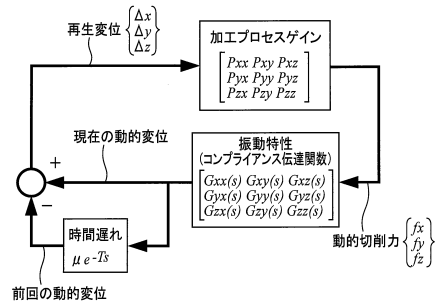 再生変位 {Δx Δy Δz}
加工プロセスゲイン
Pxx Pxy Pxz
Pyx Pyy Pyz
Pzx Pzy Pzz
現在の動的変位
振動特性
(コンプライアンス伝達関数)
Gxx(s) Gxy(s) Gxz(s)
Gyx(s) Gyy(s) Gyz(s)
Gzx(s) Gzy(s) Gzz(s)
+
−
時間遅れ
μe-Ts
動的切削力 {fx fy fz}
前回の動的変位